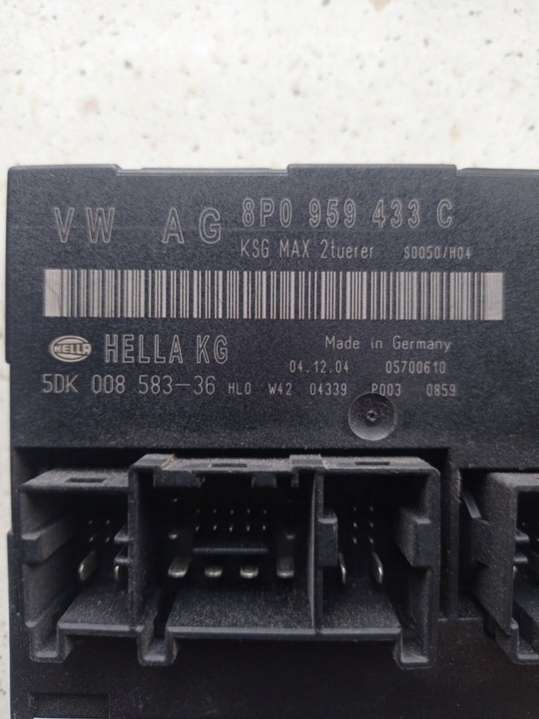 VW AG 8P0 959 433 C
KSG MAX 2tuerer S0050/H04
HELLA HELLA KG Made in Germany
04.12.04 05700610
5DK 008 583-36 HL0 W42 04339 P003 0859